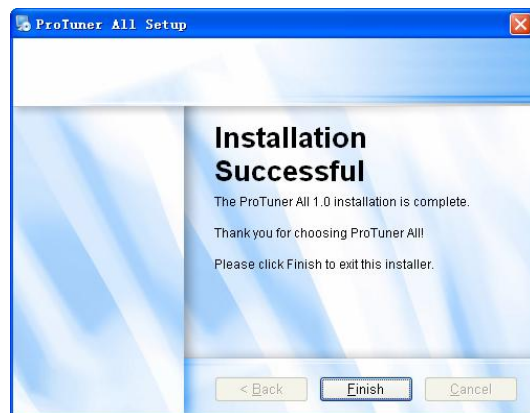 ProTuner All Setup
Installation
Successful
The ProTuner All 1.0 installation is complete.
Thank you for choosing ProTuner All!
Please click Finish to exit this installer.
< Back
Finish
Cancel